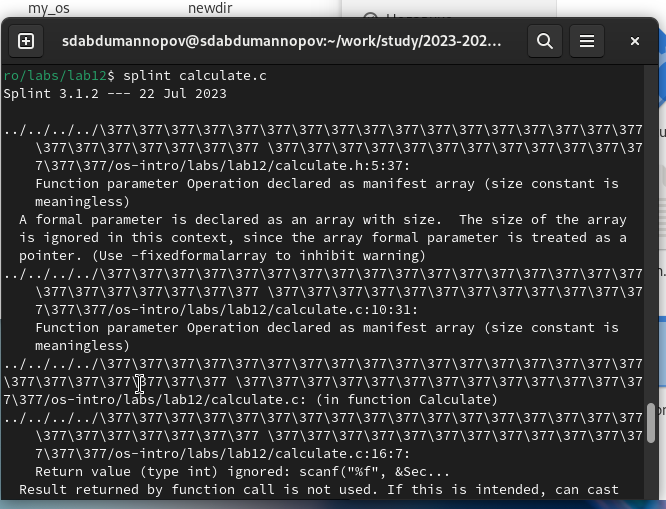 my_os
newdir
sdabdumannopov@sdabdumannopov:~/work/study/2023-202...
ro/labs/lab12$ splint calculate.c
Splint 3.1.2 --- 22 Jul 2023
../../../../\377\377\377\377\377\377\377\377\377\377\377\377\377\377\377\377\377
\377\377\377\377\377\377\377 \377\377\377\377\377\377\377\377\377\377\377\37
7\377\377/os-intro/labs/lab12/calculate.h:5:37:
Function parameter Operation declared as manifest array (size constant is
meaningless)
A formal parameter is declared as an array with size.  The size of the array
is ignored in this context, since the array formal parameter is treated as a
pointer. (Use -fixedformalarray to inhibit warning)
../../../../\377\377\377\377\377\377\377\377\377\377\377\377\377\377\377\377\377
\377\377\377\377\377\377\377 \377\377\377\377\377\377\377\377\377\377\377\37
7\377\377/os-intro/labs/lab12/calculate.c:10:31:
Function parameter Operation declared as manifest array (size constant is
meaningless)
../../../../\377\377\377\377\377\377\377\377\377\377\377\377\377\377\377\377\377
\377\377\377\377\377\377\377 \377\377\377\377\377\377\377\377\377\377\377\377\37
7\377/os-intro/labs/lab12/calculate.c: (in function Calculate)
../../../../\377\377\377\377\377\377\377\377\377\377\377\377\377\377\377\377\377
\377\377\377\377\377\377\377 \377\377\377\377\377\377\377\377\377\377\377\37
7\377\377/os-intro/labs/lab12/calculate.c:16:7:
Return value (type int) ignored: scanf("%f", &Sec...
Result returned by function call is not used. If this is intended, can cast